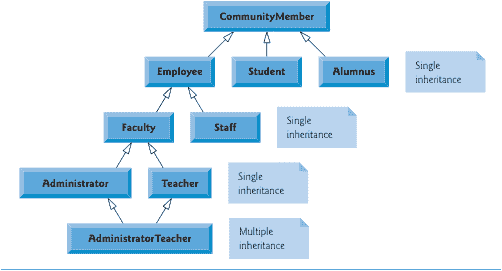 CommunityMember
Employee
Student
Alumnus
Single
inheritance
Faculty
Staff
Single
inheritance
Administrator
Teacher
Single
inheritance
AdministratorTeacher
Multiple
inheritance